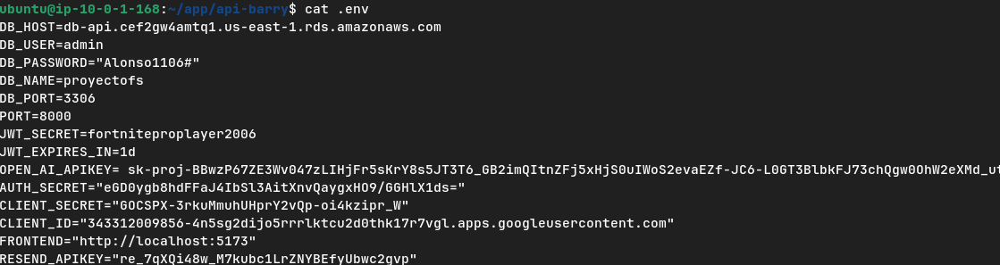 ubuntu@ip-10-0-1-168:~/app/api-barry$ cat .env
DB_HOST=db-api.cef2gw4amtq1.us-east-1.rds.amazonaws.com
DB_USER=admin
DB_PASSWORD="Alonso1106#"
DB_NAME=proyectofs
DB_PORT=3306
PORT=8000
JWT_SECRET=fortniteproplayer2006
JWT_EXPIRES_IN=1d
OPEN_AI_APIKEY= sk-proj-BBwzP67ZE3Wv047zLIHjFr5sKrY8s5JT3T6_GB2imQItnZFj5xHjS0uIWoS2evaEZf-JC6-L0GT3BlbkFJ73chQgw0OhW2eXMd_ut
AUTH_SECRET="eGD0ygb8hdFFaJ4IbSl3AitXnvQaygxHO9/GGHlX1ds="
CLIENT_SECRET="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"
CLIENT_ID="343312009856-4n5sg2dijo5rrrlktcu2d0thk17r7vgl.apps.googleusercontent.com"
FRONTEND="http://localhost:5173"
RESEND_APIKEY="re_7qXQi48w_M7kubc1LrZNYBEfyUbwc2gvp"